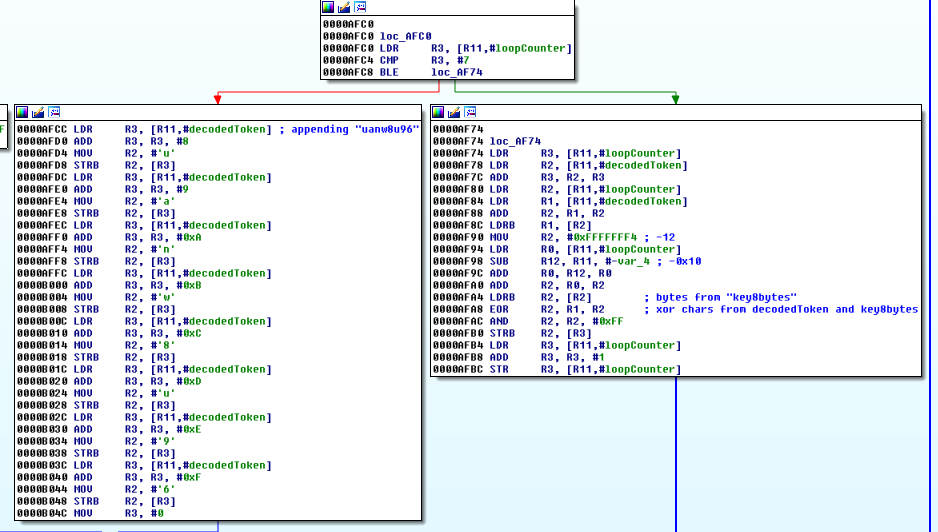 0000AFC0
0000AFC0 loc_AFC0
0000AFC0 LDR R3, [R11,#loopCounter]
0000AFC4 CMP R3, #7
0000AFC8 BLE loc_AF74
0000AFCC LDR R3, [R11,#decodedToken] ; appending "uanw8u96"
0000AFD0 ADD R3, R3, #8
0000AFD4 MOV R2, #'u'
0000AFD8 STRB R2, [R3]
0000AFDC LDR R3, [R11,#decodedToken]
0000AFE0 ADD R3, R3, #9
0000AFE4 MOV R2, #'a'
0000AFE8 STRB R2, [R3]
0000AFEC LDR R3, [R11,#decodedToken]
0000AFF0 ADD R3, R3, #0xA
0000AFF4 MOV R2, #'n'
0000AFF8 STRB R2, [R3]
0000AFFC LDR R3, [R11,#decodedToken]
0000B000 ADD R3, R3, #0xB
0000B004 MOV R2, #'w'
0000B008 STRB R2, [R3]
0000B00C LDR R3, [R11,#decodedToken]
0000B010 ADD R3, R3, #0xC
0000B014 MOV R2, #'8'
0000B018 STRB R2, [R3]
0000B01C LDR R3, [R11,#decodedToken]
0000B020 ADD R3, R3, #0xD
0000B024 MOV R2, #'u'
0000B028 STRB R2, [R3]
0000B02C LDR R3, [R11,#decodedToken]
0000B030 ADD R3, R3, #0xE
0000B034 MOV R2, #'9'
0000B038 STRB R2, [R3]
0000B03C LDR R3, [R11,#decodedToken]
0000B040 ADD R3, R3, #0xF
0000B044 MOV R2, #'6'
0000B048 STRB R2, [R3]
0000B04C MOV R3, #0
0000AF74
0000AF74 loc_AF74
0000AF74 LDR R3, [R11,#loopCounter]
0000AF78 LDR R2, [R11,#decodedToken]
0000AF7C ADD R3, R2, R3
0000AF80 LDR R2, [R11,#loopCounter]
0000AF84 LDR R1, [R11,#decodedToken]
0000AF88 ADD R2, R1, R2
0000AF8C LDRB R1, [R2]
0000AF90 MOV R2, #0xFFFFFFF4 ; -12
0000AF94 LDR R0, [R11,#loopCounter]
0000AF98 SUB R12, R11, #-var_4 ; -0x10
0000AF9C ADD R0, R12, R0
0000AFA0 ADD R2, R0, R2
0000AFA4 LDRB R2, [R2] ; bytes from "key8bytes"
0000AFA8 EOR R2, R1, R2 ; xor chars from decodedToken and key8bytes
0000AFAC AND R2, R2, #0xFF
0000AFB0 STRB R2, [R3]
0000AFB4 LDR R3, [R11,#loopCounter]
0000AFB8 ADD R3, R3, #1
0000AFBC STR R3, [R11,#loopCounter]